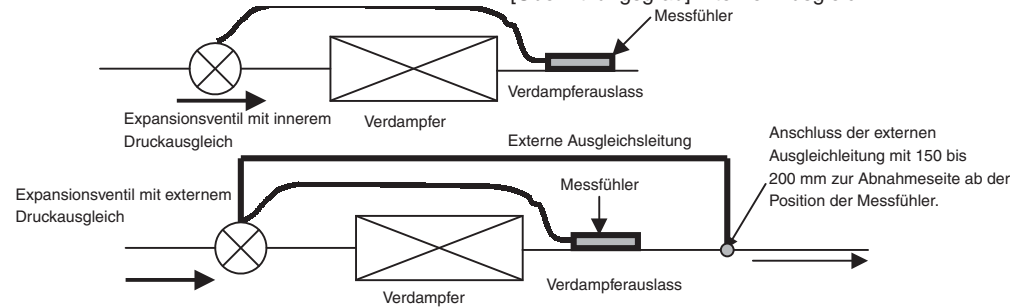 Messfühler
Verdampferauslass
Expansionsventil mit innerem
Druckausgleich
Verdampfer
Externe Ausgleichsleitung
Anschluss der externen
Ausgleichleitung mit 150 bis
200 mm zur Abnahmeseite ab der
Position der Messfühler.
Expansionsventil mit externem
Druckausgleich
Messfühler
Verdampferauslass
Verdampfer